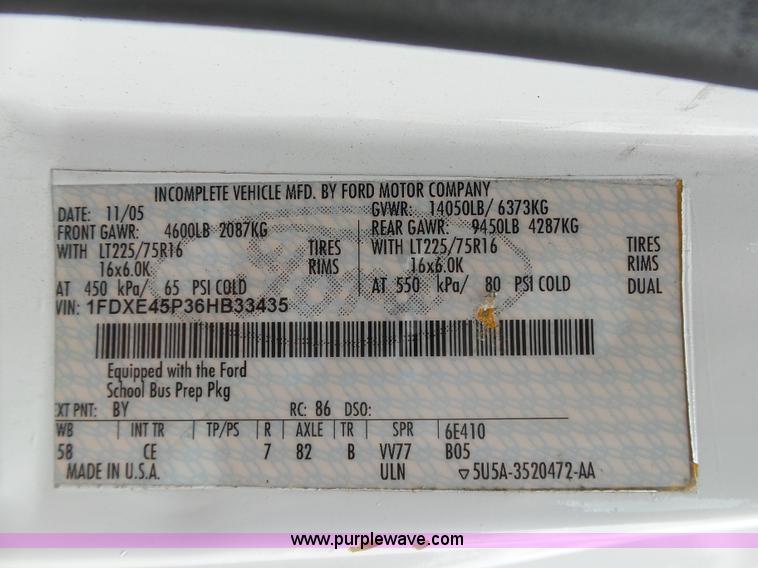 INCOMPLETE VEHICLE MFD. BY FORD MOTOR COMPANY
DATE: 11/05 GVWR: 14050LB/ 6373KG
FRONT GAWR: 4600LB 2087KG REAR GAWR: 9450LB 4287KG
WITH LT225/75R16 TIRES WITH LT225/75R16 TIRES
16x6.0K RIMS 16x6.0K RIMS
AT 450 kPa/ 65 PSI COLD AT 550 kPa/ 80 PSI COLD DUAL
VIN: 1FDXE45P36HB33435
Ford
Equipped with the Ford
School Bus Prep Pkg
EXT PNT: BY RC: 86 DSO:
WB INT TR TP/PS R AXLE TR SPR 6E410
58 CE 7 82 B VV77 B05
MADE IN U.S.A. ULN ▽5U5A-3520472-AA
www.purplewave.com